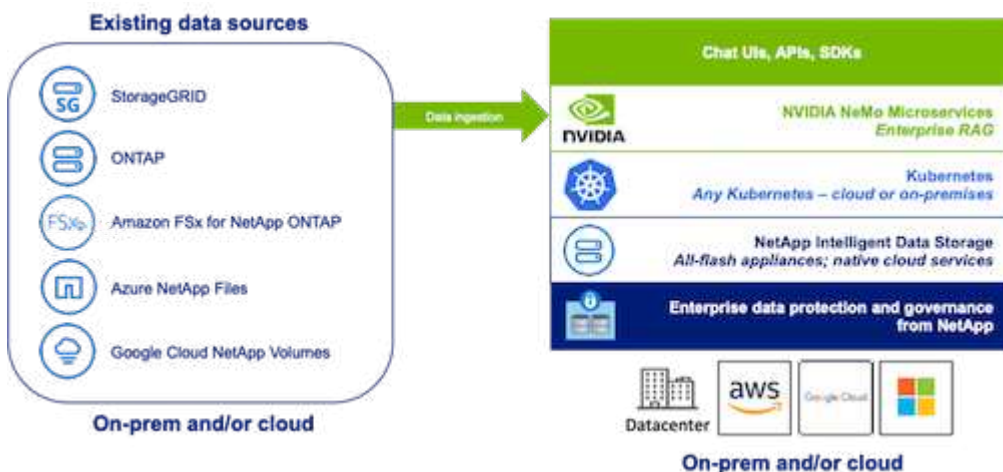 Existing data sources
SG
StorageGRID
ONTAP
FSx
Amazon FSx for NetApp ONTAP
Azure NetApp Files
Google Cloud NetApp Volumes
On-prem and/or cloud
Data ingestion
Chat UIs, APIs, SDKs
NVIDIA
NVIDIA NeMo Microservices
Enterprise RAG
Kubernetes
Any Kubernetes – cloud or on-premises
NetApp Intelligent Data Storage
All-flash appliances; native cloud services
Enterprise data protection and governance
from NetApp
Datacenter
aws
Google Cloud
On-prem and/or cloud